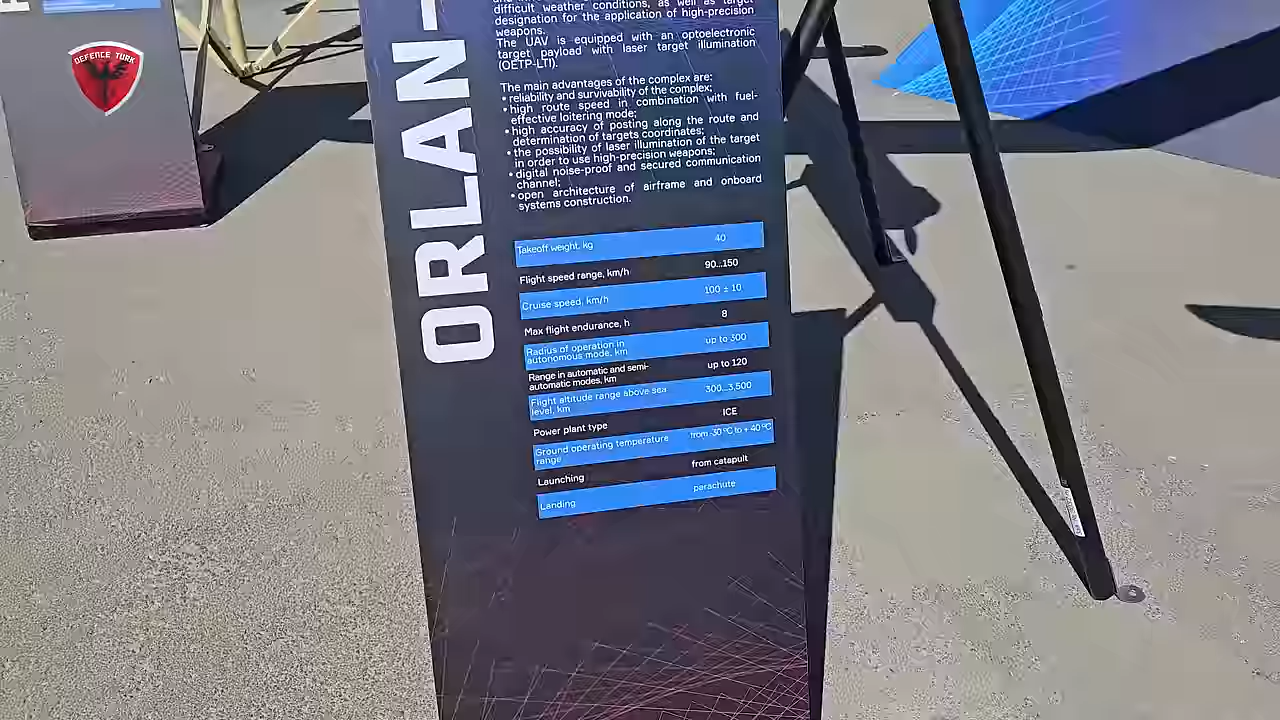 DEFENCE TURK
ORLAN-
difficult weather conditions, as well as target
designation for the application of high-precision
weapons.
The UAV is equipped with an optoelectronic
target payload with laser target illumination
(OETP-LTI).
The main advantages of the complex are:
• reliability and survivability of the complex;
• high route speed in combination with fuel-
effective loitering mode;
• high accuracy of posting along the route and
determination of targets coordinates;
• the possibility of laser illumination of the target
in order to use high-precision weapons;
• digital noise-proof and secured communication
channel;
• open architecture of airframe and onboard
systems construction.
Takeoff weight, kg 40
Flight speed range, km/h 90...150
Cruise speed, km/h 100 ± 10
Max flight endurance, h 8
Radius of operation in
autonomous mode, km up to 300
Range in automatic and semi-
automatic modes, km up to 120
Flight altitude range above sea
level, km 300...3,500
Power plant type ICE
Ground operating temperature
range from -30 ºC to + 40 ºC
Launching from catapult
Landing parachute